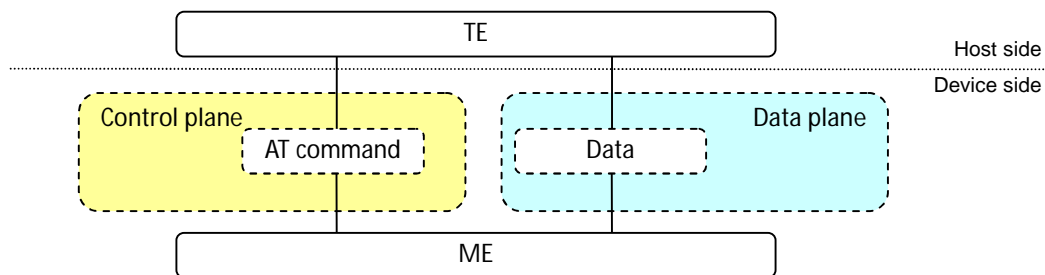 TE
Host side
Device side
Control plane
Data plane
AT command
Data
ME